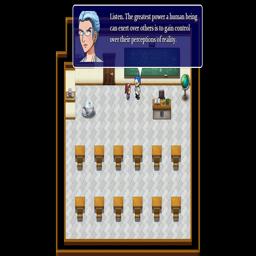 Listen. The greatest power a human being
can exert over others is to gain control
over their perceptions of reality.